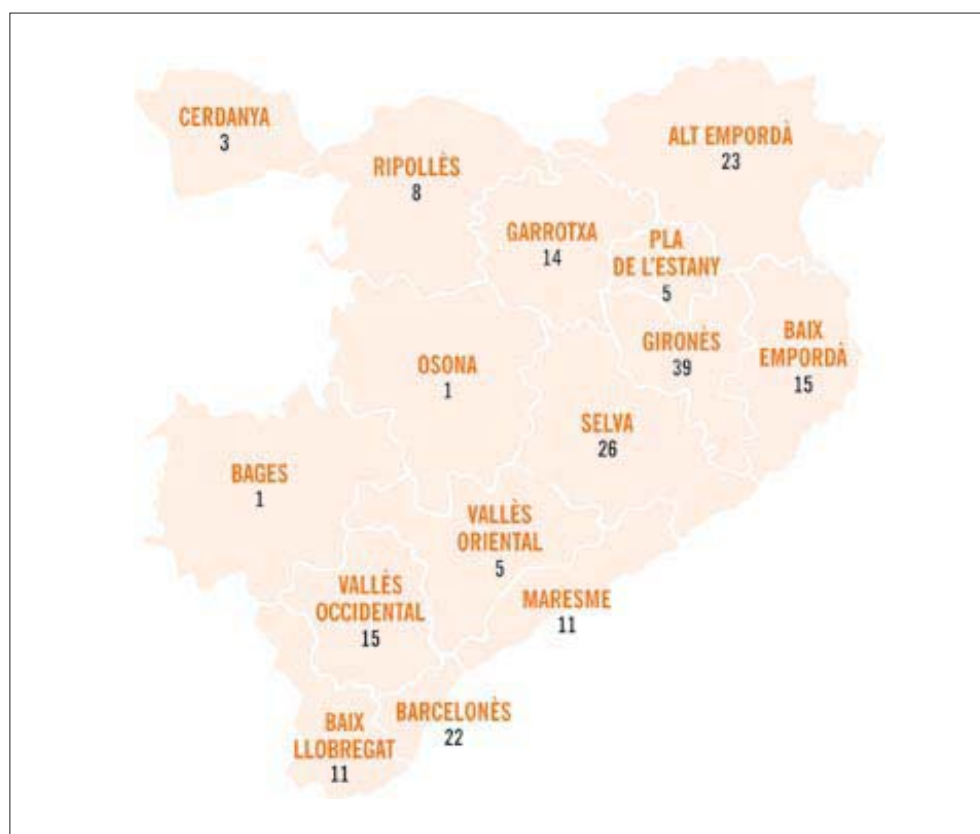 CERDANYA
3
RIPOLLÈS
8
ALT EMPORDÀ
23
GARROTXA
14
PLA
DE L'ESTANY
5
GIRONÈS
39
BAIX
EMPORDÀ
15
OSONA
1
SELVA
26
BAGES
1
VALLÈS
ORIENTAL
5
VALLÈS
OCCIDENTAL
15
MARESME
11
BARCELONÈS
22
BAIX
LLOBREGAT
11